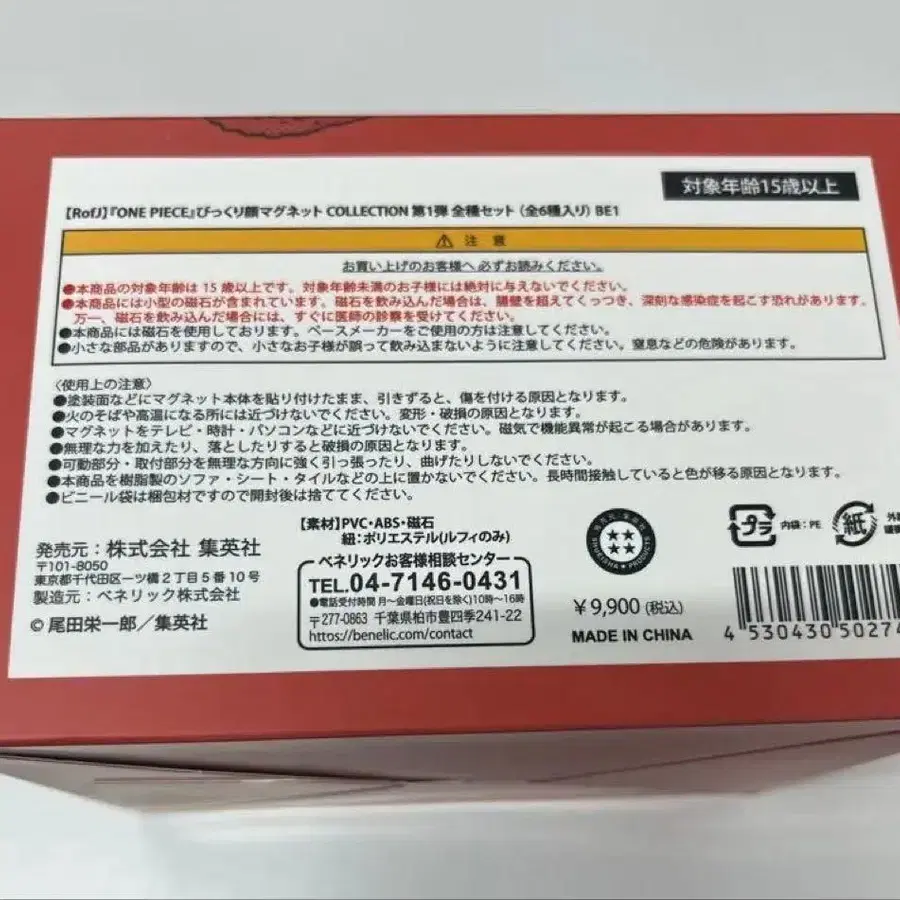 対象年齢15歳以上
【RofJ】『ONE PIECE』びっくり顔マグネット COLLECTION 第1弾 全種セット (全6種入り) BE1
⚠ 注 意
お買い上げのお客様へ必ずお読みください。
●本商品の対象年齢は 15 歳以上です。対象年齢未満のお子様には絶対に与えないでください。
●本商品には小型の磁石が含まれています。磁石を飲み込んだ場合は、腸壁を超えてくっつき、深刻な感染症を起こす恐れがあります。
万一、磁石を飲み込んだ場合には、すぐに医師の診察を受けてください。
●本商品には磁石を使用しております。ペースメーカーをご使用の方は注意してください。
●小さな部品がありますので、小さなお子様が誤って飲み込まないように注意してください。窒息などの危険があります。
〈使用上の注意〉
●塗装面などにマグネット本体を貼り付けたまま、引きずると、傷を付ける原因となります。
●火のそばや高温になる所には近づけないでください。変形・破損の原因となります。
●マグネットをテレビ・時計・パソコンなどに近づけないでください。磁気で機能異常が起こる場合があります。
●無理な力を加えたり、落としたりすると破損の原因となります。
●可動部分・取付部分を無理な方向に強く引っ張ったり、曲げたりしないでください。
●本商品を樹脂製のソファ・シート・タイルなどの上に置かないでください。長時間接触していると色が移る原因となります。
●ビニール袋は梱包材ですので開封後は捨ててください。
【素材】PVC・ABS・磁石
紐:ポリエステル(ルフィのみ)
発売元:株式会社 集英社
〒101-8050
東京都千代田区一ツ橋2丁目5番10号
製造元:ベネリック株式会社
©尾田栄一郎/集英社
ベネリックお客様相談センター
TEL.04-7146-0431
●電話受付時間 月〜金曜日(祝日を除く)10時〜16時
〒277-0863 千葉県柏市豊四季241-22
https://benelic.com/contact
SHUEISHA PRODUCTS
¥9,900 (税込)
MADE IN CHINA
プラ
内袋:PE
紙
4 530430 50274